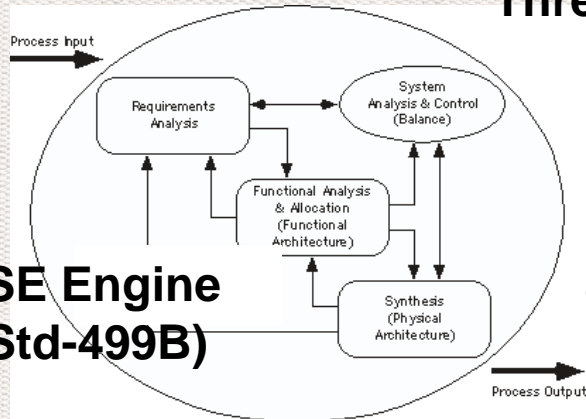 Process Input
Requirements
Analysis
System
Analysis & Control
(Balance)
Functional Analysis
& Allocation
(Functional
Architecture)
SE Engine
Std-499B)
Synthesis
(Physical
Architecture)
Process Output